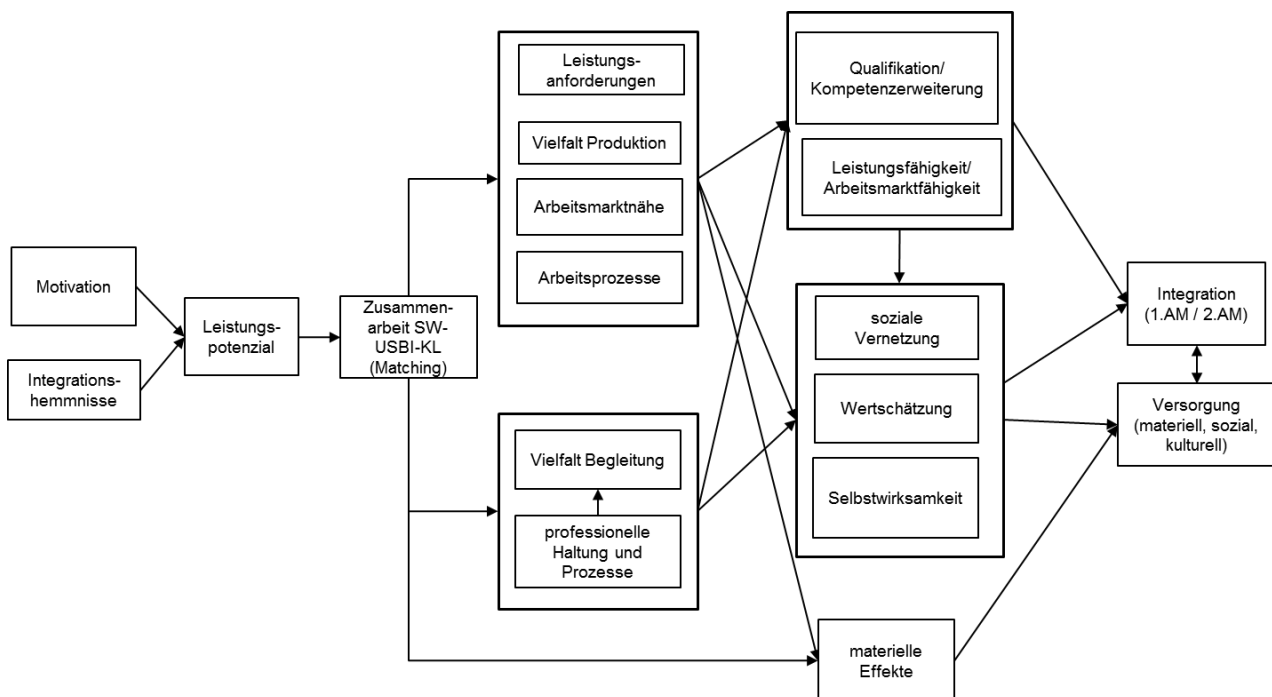 Motivation
Integrations-
hemmnisse
Leistungs-
potenzial
Zusammen-
arbeit SW-
USBI-KL
(Matching)
Leistungs-
anforderungen
Vielfalt Produktion
Arbeitsmarktnähe
Arbeitsprozesse
Vielfalt Begleitung
professionelle
Haltung und
Prozesse
Qualifikation/
Kompetenzerweiterung
Leistungsfähigkeit/
Arbeitsmarktfähigkeit
soziale
Vernetzung
Wertschätzung
Selbstwirksamkeit
materielle
Effekte
Integration
(1.AM / 2.AM)
Versorgung
(materiell, sozial,
kulturell)